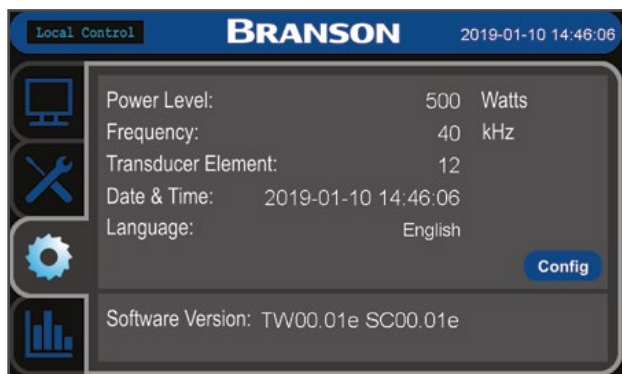 Local Control BRANSON 2019-01-10 14:46:06
Power Level: 500 Watts
Frequency: 40 kHz
Transducer Element: 12
Date & Time: 2019-01-10 14:46:06
Language: English
Config
Software Version: TW00.01e SC00.01e